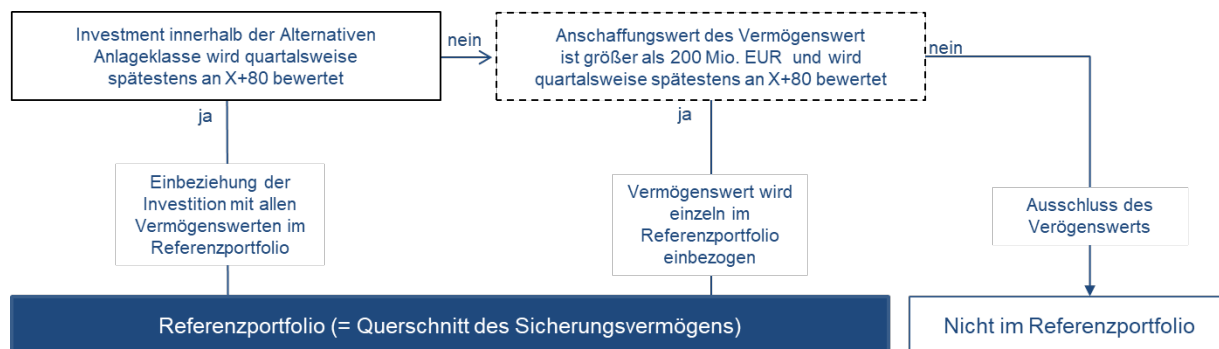 Investment innerhalb der Alternativen
Anlageklasse wird quartalsweise
spätestens an X+80 bewertet
nein
Anschaffungswert des Vermögenswert
ist größer als 200 Mio. EUR und wird
quartalsweise spätestens an X+80 bewertet
nein
ja
ja
Einbeziehung der
Investition mit allen
Vermögenswerten im
Referenzportfolio
Vermögenswert wird
einzeln im
Referenzportfolio
einbezogen
Ausschluss des
Verögenswerts
Referenzportfolio (= Querschnitt des Sicherungsvermögens)
Nicht im Referenzportfolio